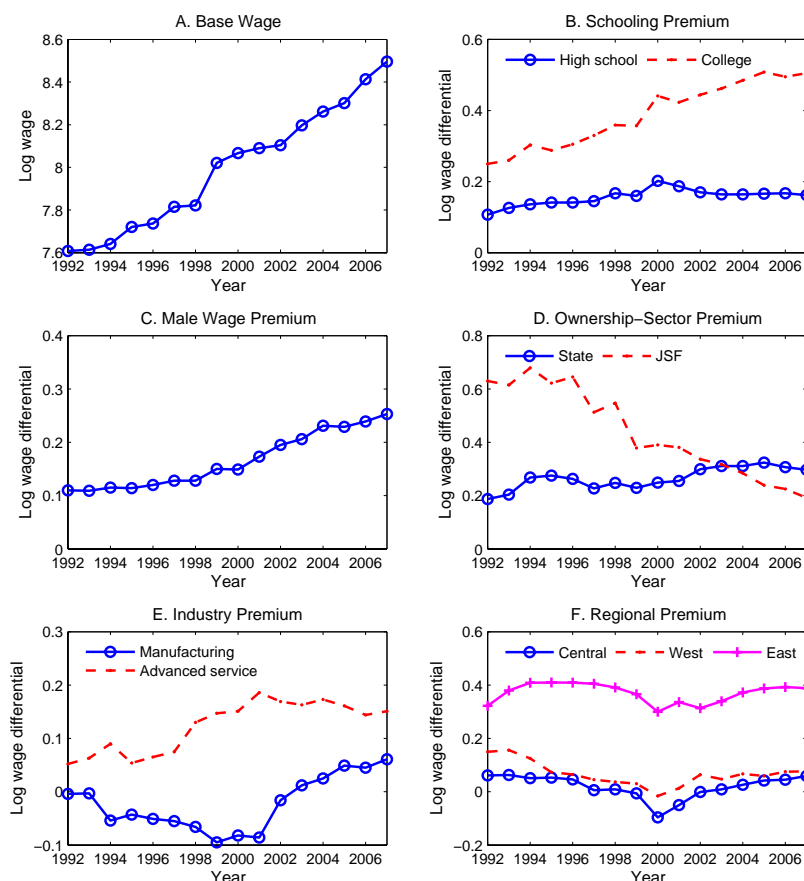 A. Base Wage
8.6
8.4
8.2
8
7.8
7.6
Log wage
1992 1994 1996 1998 2000 2002 2004 2006
Year
B. Schooling Premium
High school College
0.6
0.4
0.2
0
Log wage differential
1992 1994 1996 1998 2000 2002 2004 2006
Year
C. Male Wage Premium
0.4
0.3
0.2
0.1
0
Log wage differential
1992 1994 1996 1998 2000 2002 2004 2006
Year
D. Ownership−Sector Premium
State JSF
0.8
0.6
0.4
0.2
0
Log wage differential
1992 1994 1996 1998 2000 2002 2004 2006
Year
E. Industry Premium
Manufacturing
Advanced service
0.3
0.2
0.1
0
−0.1
Log wage differential
1992 1994 1996 1998 2000 2002 2004 2006
Year
F. Regional Premium
Central West East
0.6
0.4
0.2
0
−0.2
Log wage differential
1992 1994 1996 1998 2000 2002 2004 2006
Year